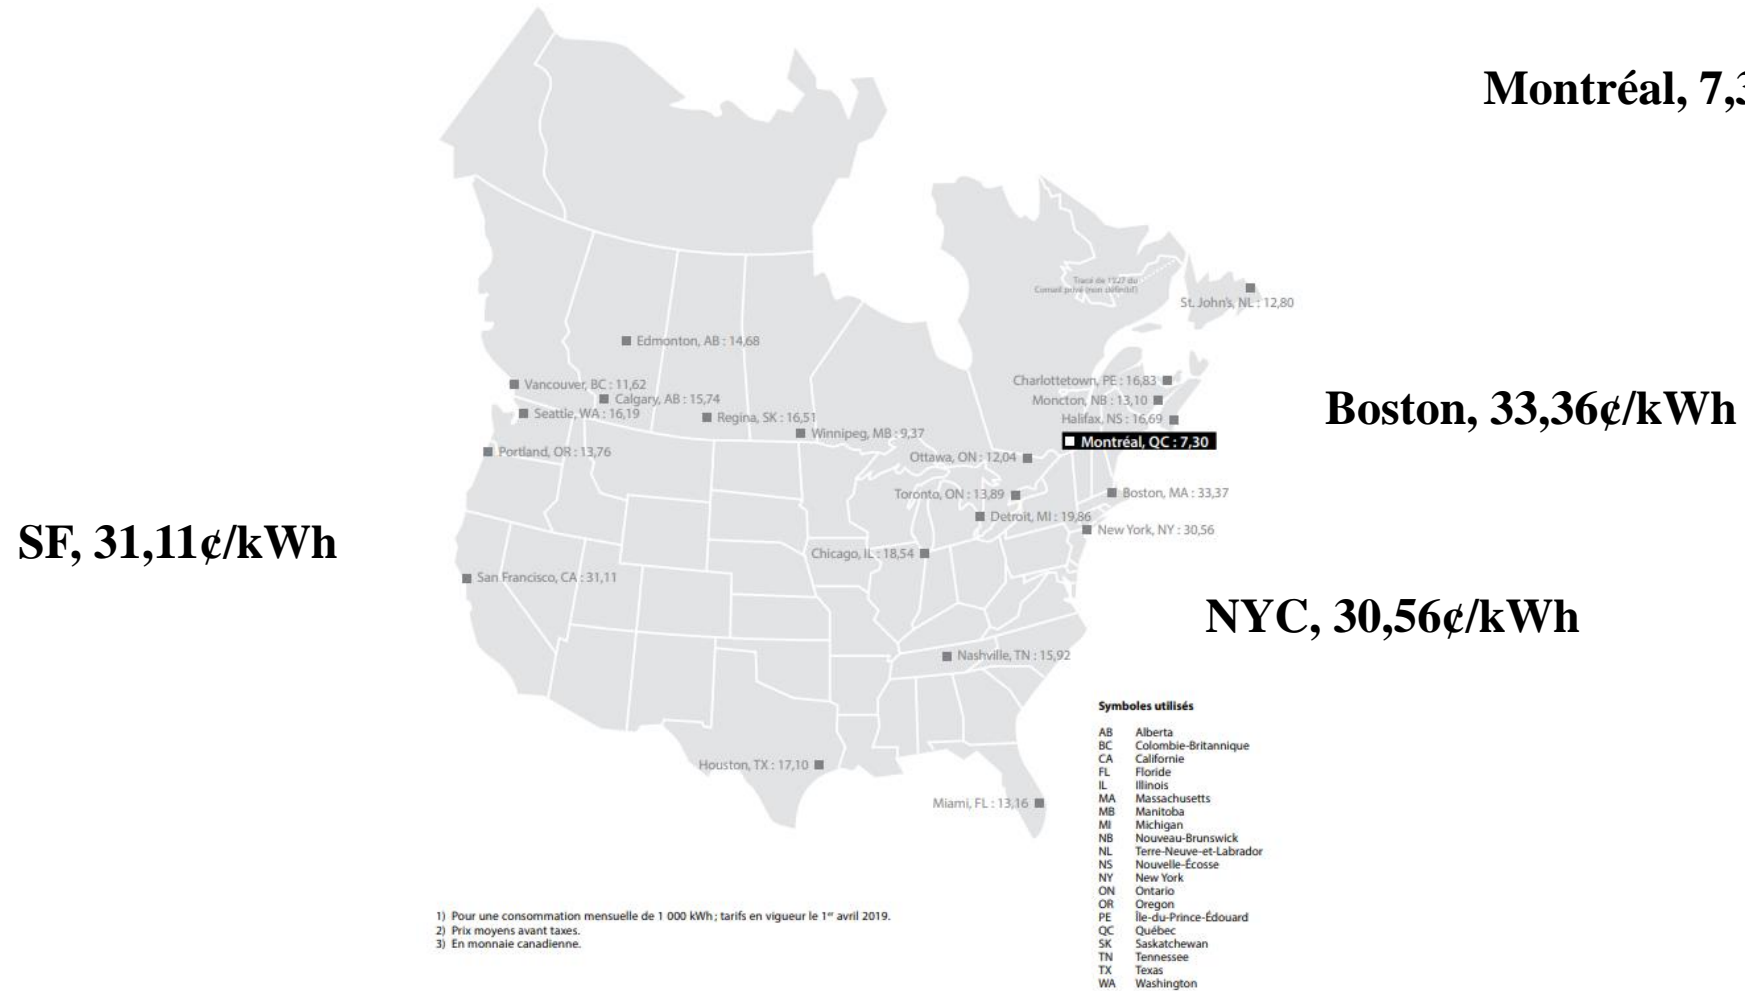 Montréal, 7,3
Tracé de 1927 du
Conseil privé (non définitif)
St. John's, NL : 12,80
Edmonton, AB : 14,68
Vancouver, BC : 11,62
Charlottetown, PE : 16,83
Calgary, AB : 15,74
Moncton, NB : 13,10
Boston, 33,36¢/kWh
Seattle, WA : 16,19
Regina, SK : 16,51
Halifax, NS : 16,69
Winnipeg, MB : 9,37
Montréal, QC : 7,30
Portland, OR : 13,76
Ottawa, ON : 12,04
Toronto, ON : 13,89
Boston, MA : 33,37
Detroit, MI : 19,86
New York, NY : 30,56
SF, 31,11¢/kWh
Chicago, IL : 18,54
San Francisco, CA : 31,11
NYC, 30,56¢/kWh
Nashville, TN : 15,92
Houston, TX : 17,10
Miami, FL : 13,16
Symboles utilisés
AB Alberta
BC Colombie-Britannique
CA Californie
FL Floride
IL Illinois
MA Massachusetts
MB Manitoba
MI Michigan
NB Nouveau-Brunswick
NL Terre-Neuve-et-Labrador
NS Nouvelle-Écosse
NY New York
ON Ontario
OR Oregon
PE Île-du-Prince-Édouard
QC Québec
SK Saskatchewan
TN Tennessee
TX Texas
WA Washington
1) Pour une consommation mensuelle de 1 000 kWh ; tarifs en vigueur le 1er avril 2019.
2) Prix moyens avant taxes.
3) En monnaie canadienne.